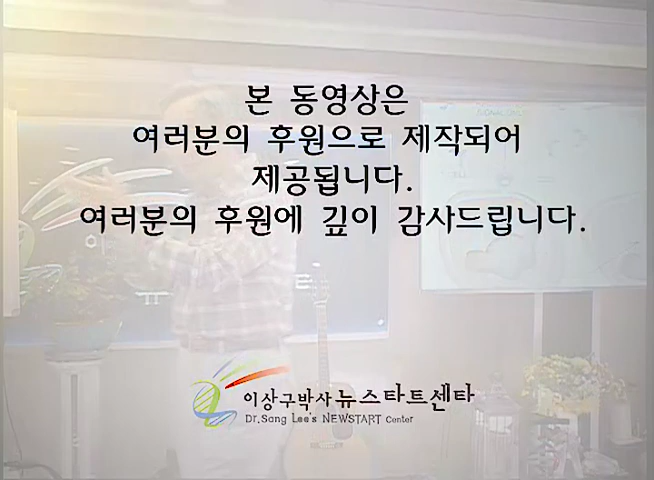 본 동영상은
여러분의 후원으로 제작되어
제공됩니다.
여러분의 후원에 깊이 감사드립니다.
이상구박사 뉴스타트센타
Dr.Sang Lee's NEWSTART Center